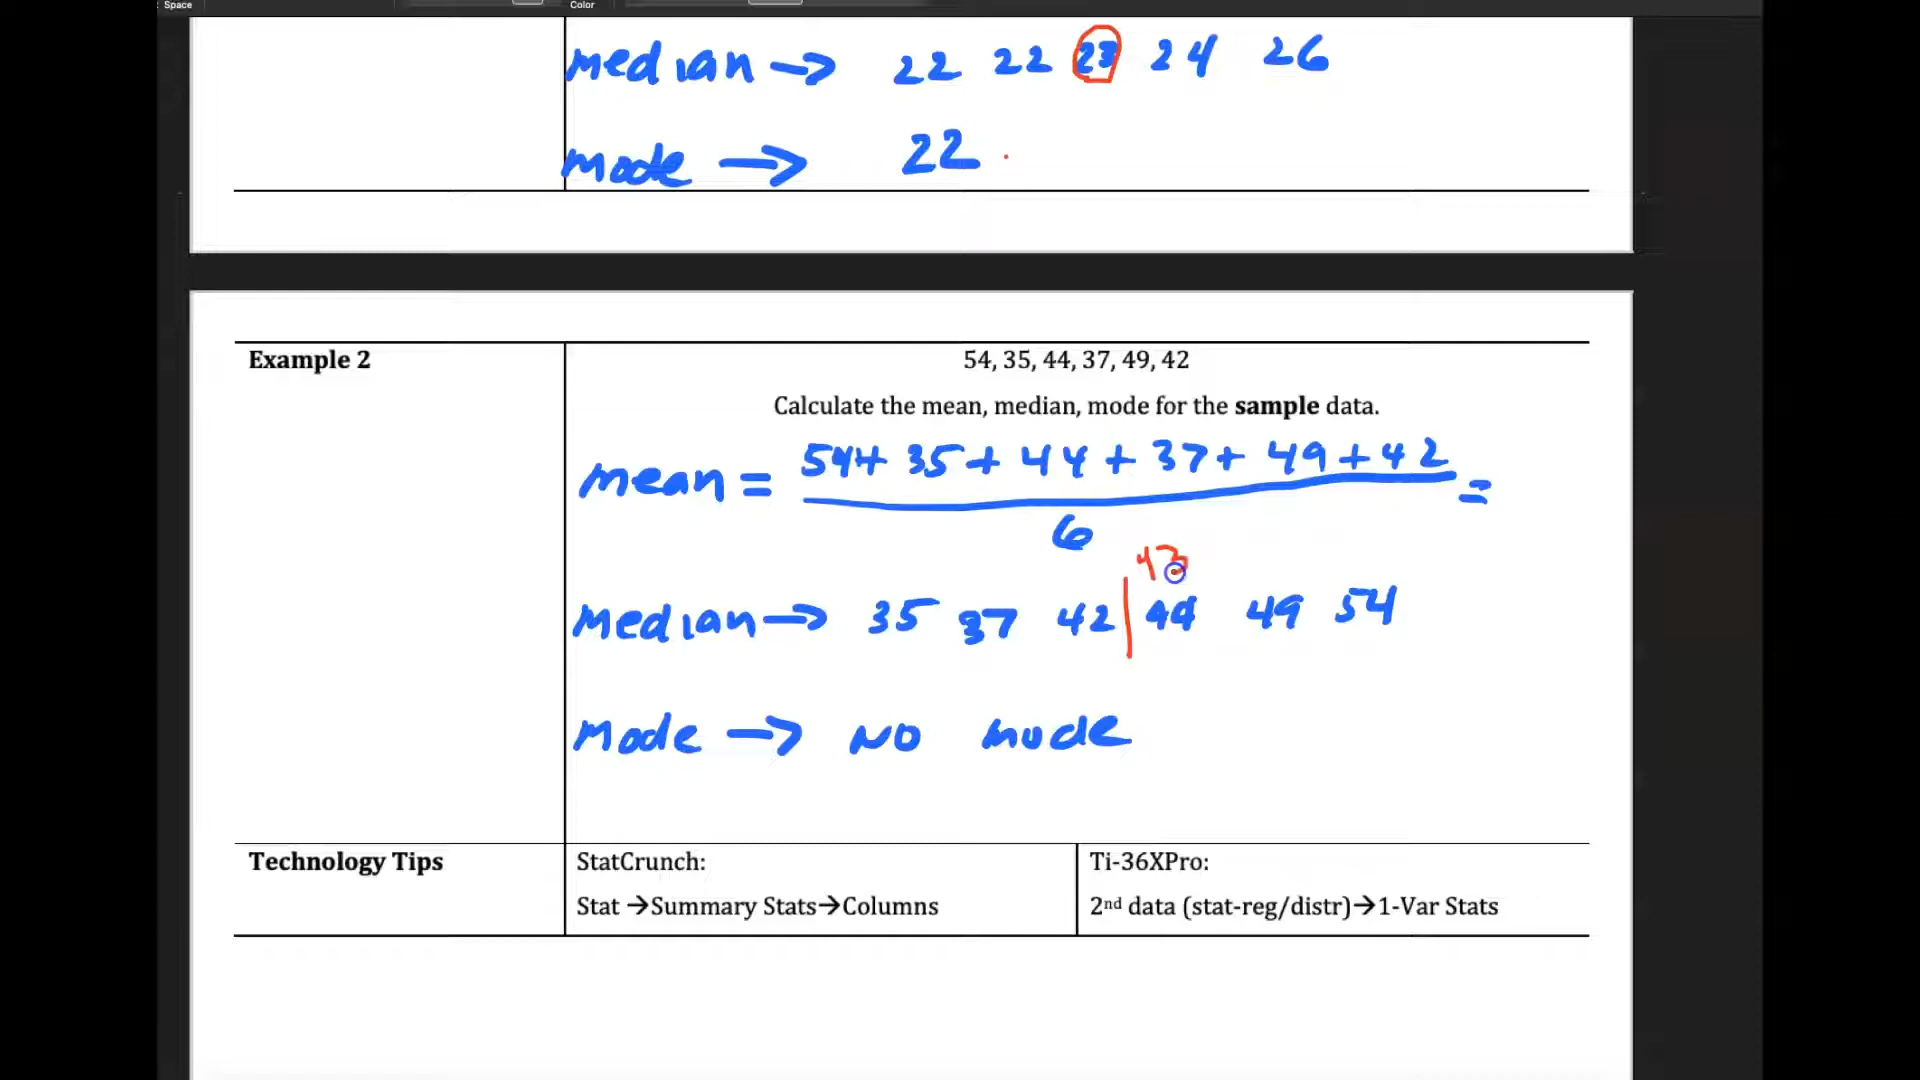 Space Color
median → 22 22 23 24 26
mode → 22
Example 2
54, 35, 44, 37, 49, 42
Calculate the mean, median, mode for the sample data.
mean = 54+ 35 + 44 + 37 + 49 + 42 =
6
43
median → 35 37 42 | 44 49 54
mode → NO mode
Technology Tips
StatCrunch:
Stat →Summary Stats→Columns
Ti-36XPro:
2nd data (stat-reg/distr)→1-Var Stats